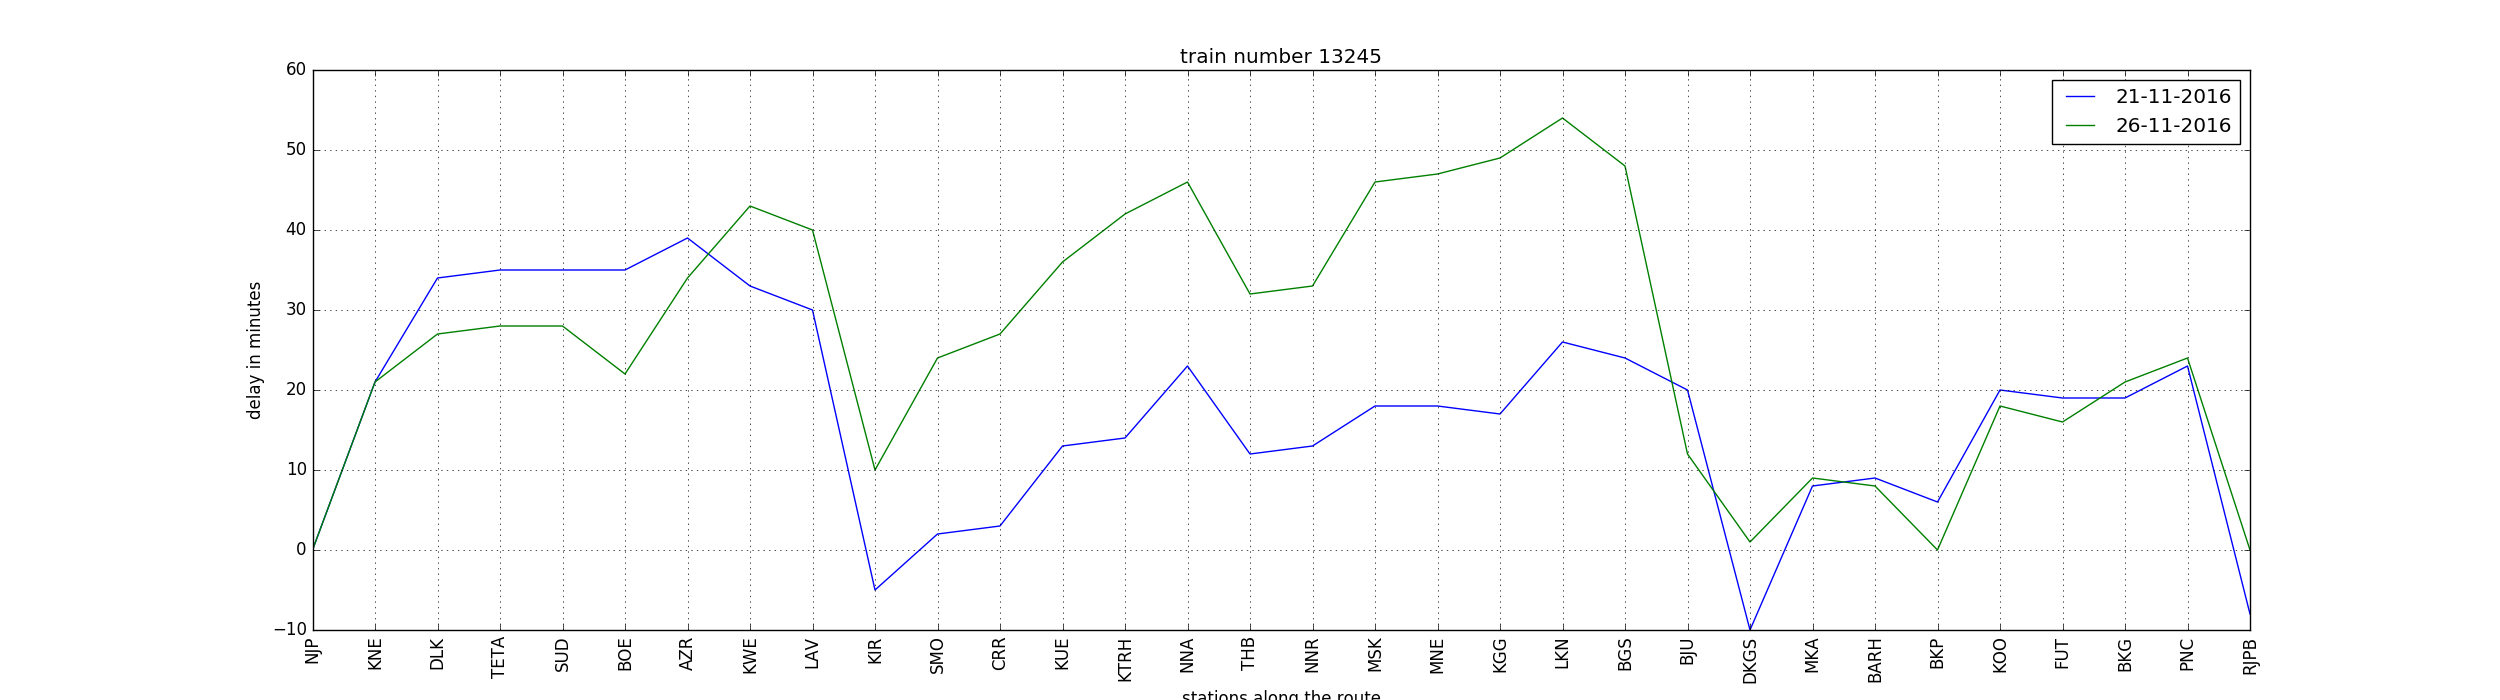 train number 13245
60
50
40
30
20
10
0
−10
delay in minutes
21-11-2016
26-11-2016
NJP
KNE
DLK
TETA
SUD
BOE
AZR
KWE
LAV
KIR
SMO
CRR
KUE
KTRH
NNA
THB
NNR
MSK
MNE
KGG
LKN
BGS
BJU
DKGS
MKA
BARH
BKP
KOO
FUT
BKG
PNC
RJPB
stations along the route